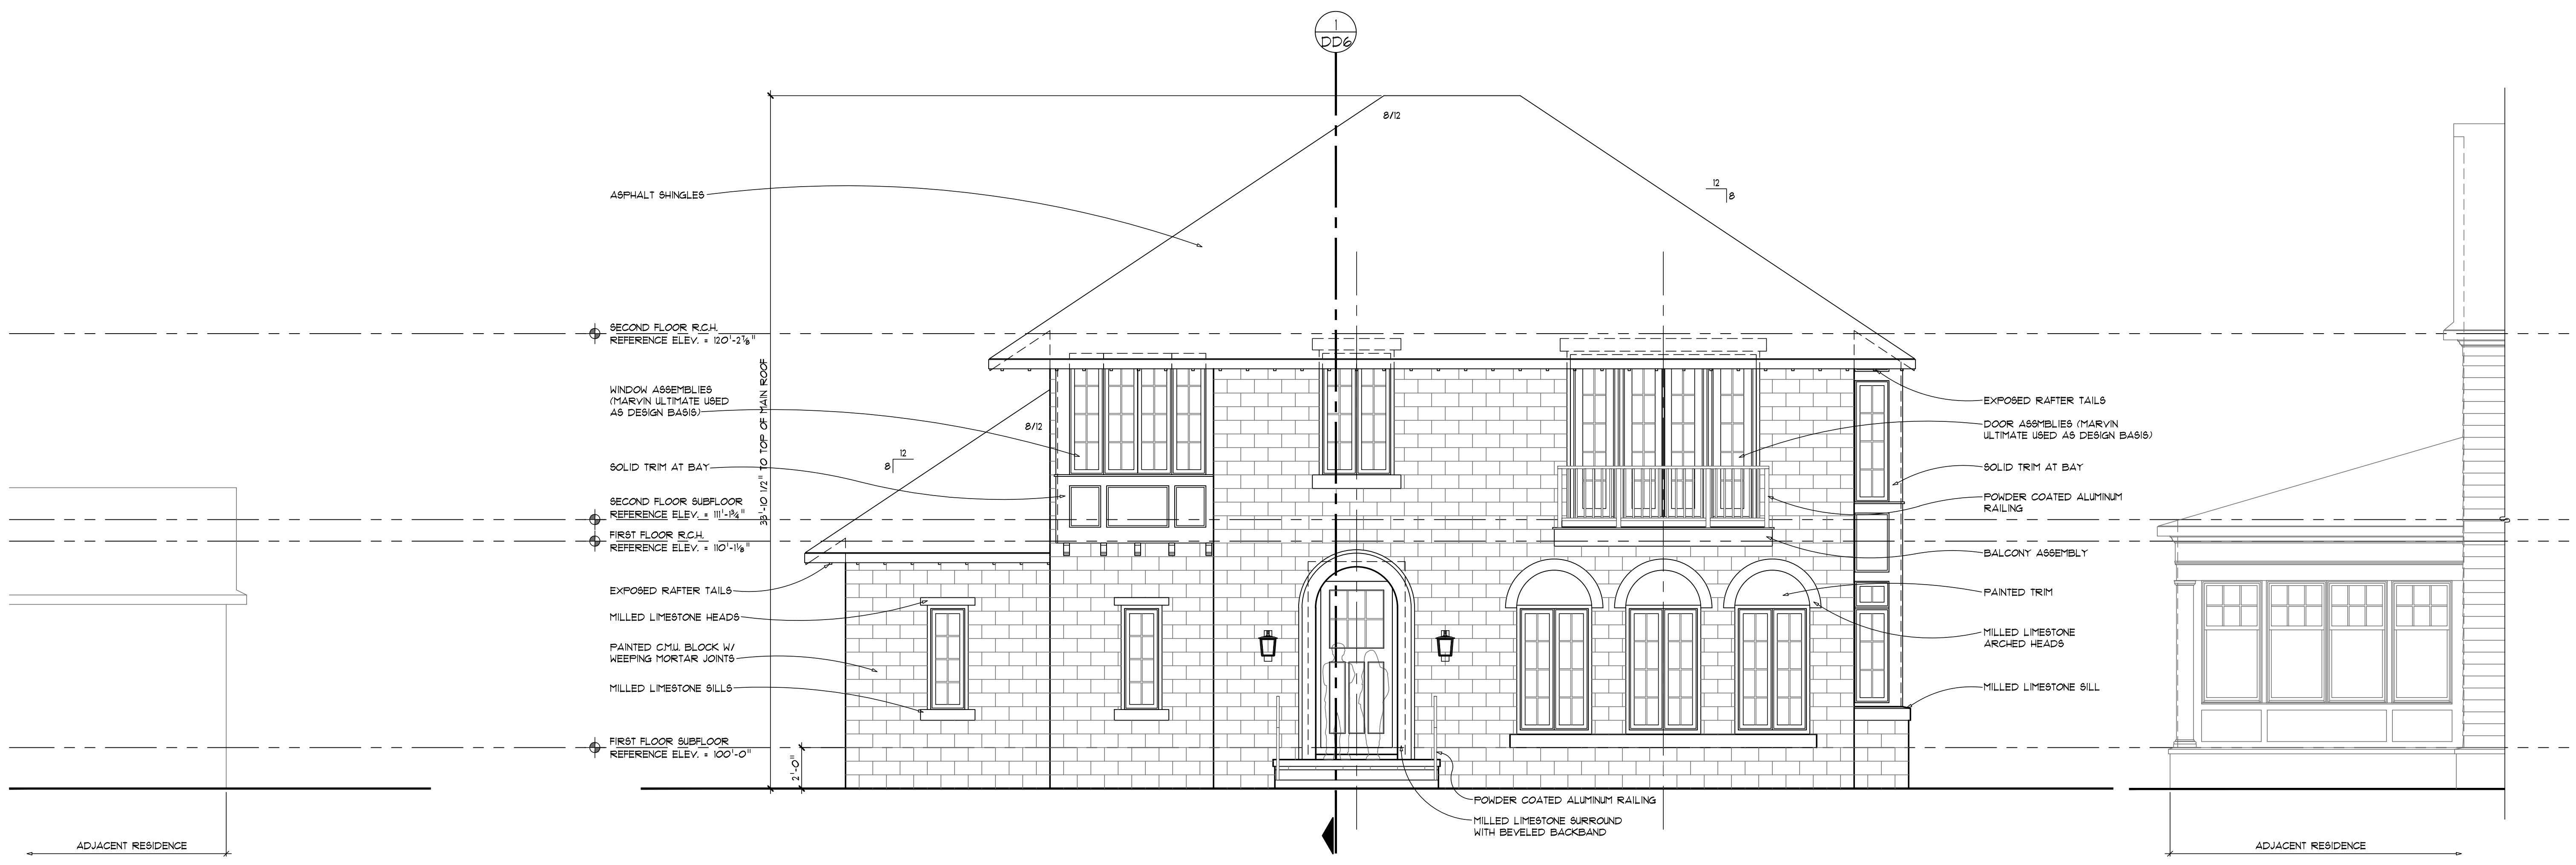 1
DD6
8/12
12
8
ASPHALT SHINGLES
SECOND FLOOR R.C.H.
REFERENCE ELEV. = 120'-2⅞"
WINDOW ASSEMBLIES
(MARVIN ULTIMATE USED
AS DESIGN BASIS)
33'-10 1/2" TO TOP OF MAIN ROOF
8/12
12
8
SOLID TRIM AT BAY
SECOND FLOOR SUBFLOOR
REFERENCE ELEV. = 111'-1¾"
FIRST FLOOR R.C.H.
REFERENCE ELEV. = 110'-1⅛"
EXPOSED RAFTER TAILS
MILLED LIMESTONE HEADS
PAINTED C.M.U. BLOCK W/
WEEPING MORTAR JOINTS
MILLED LIMESTONE SILLS
FIRST FLOOR SUBFLOOR
REFERENCE ELEV. = 100'-0"
2'-0"
EXPOSED RAFTER TAILS
DOOR ASSMBLIES (MARVIN
ULTIMATE USED AS DESIGN BASIS)
SOLID TRIM AT BAY
POWDER COATED ALUMINUM
RAILING
BALCONY ASSEMBLY
PAINTED TRIM
MILLED LIMESTONE
ARCHED HEADS
MILLED LIMESTONE SILL
POWDER COATED ALUMINUM RAILING
MILLED LIMESTONE SURROUND
WITH BEVELED BACKBAND
ADJACENT RESIDENCE
ADJACENT RESIDENCE